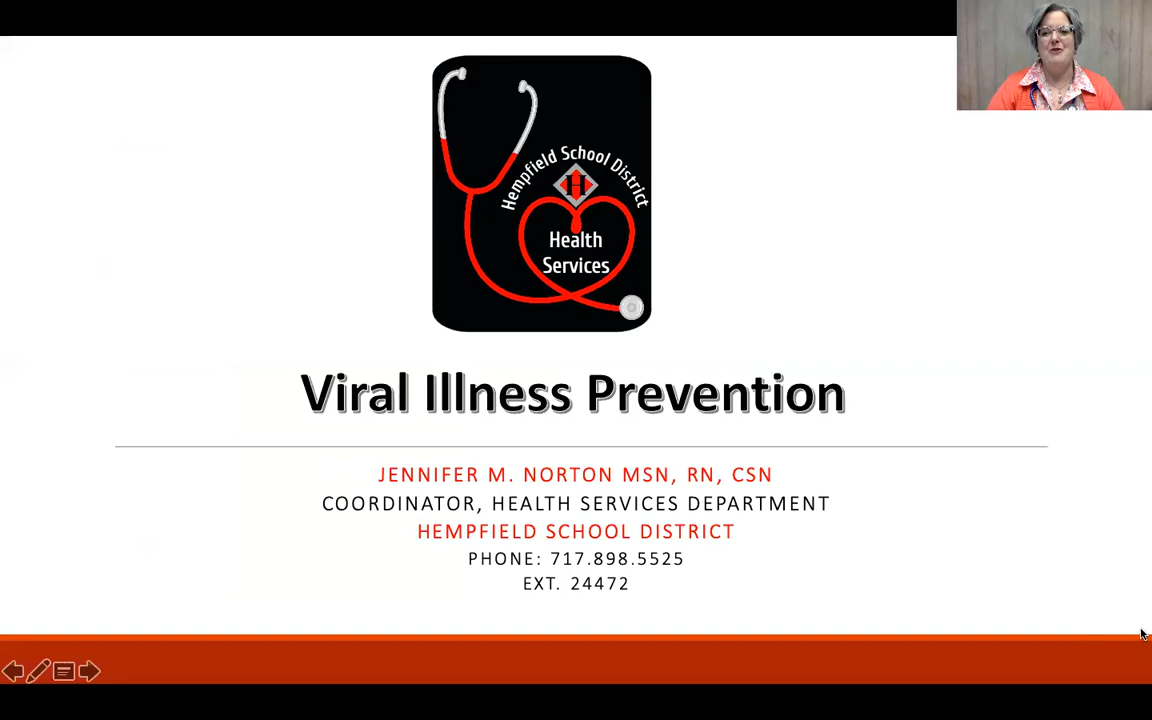 Hempfield School District
H
Health
Services
Viral Illness Prevention
JENNIFER M. NORTON MSN, RN, CSN
COORDINATOR, HEALTH SERVICES DEPARTMENT
HEMPFIELD SCHOOL DISTRICT
PHONE: 717.898.5525
EXT. 24472